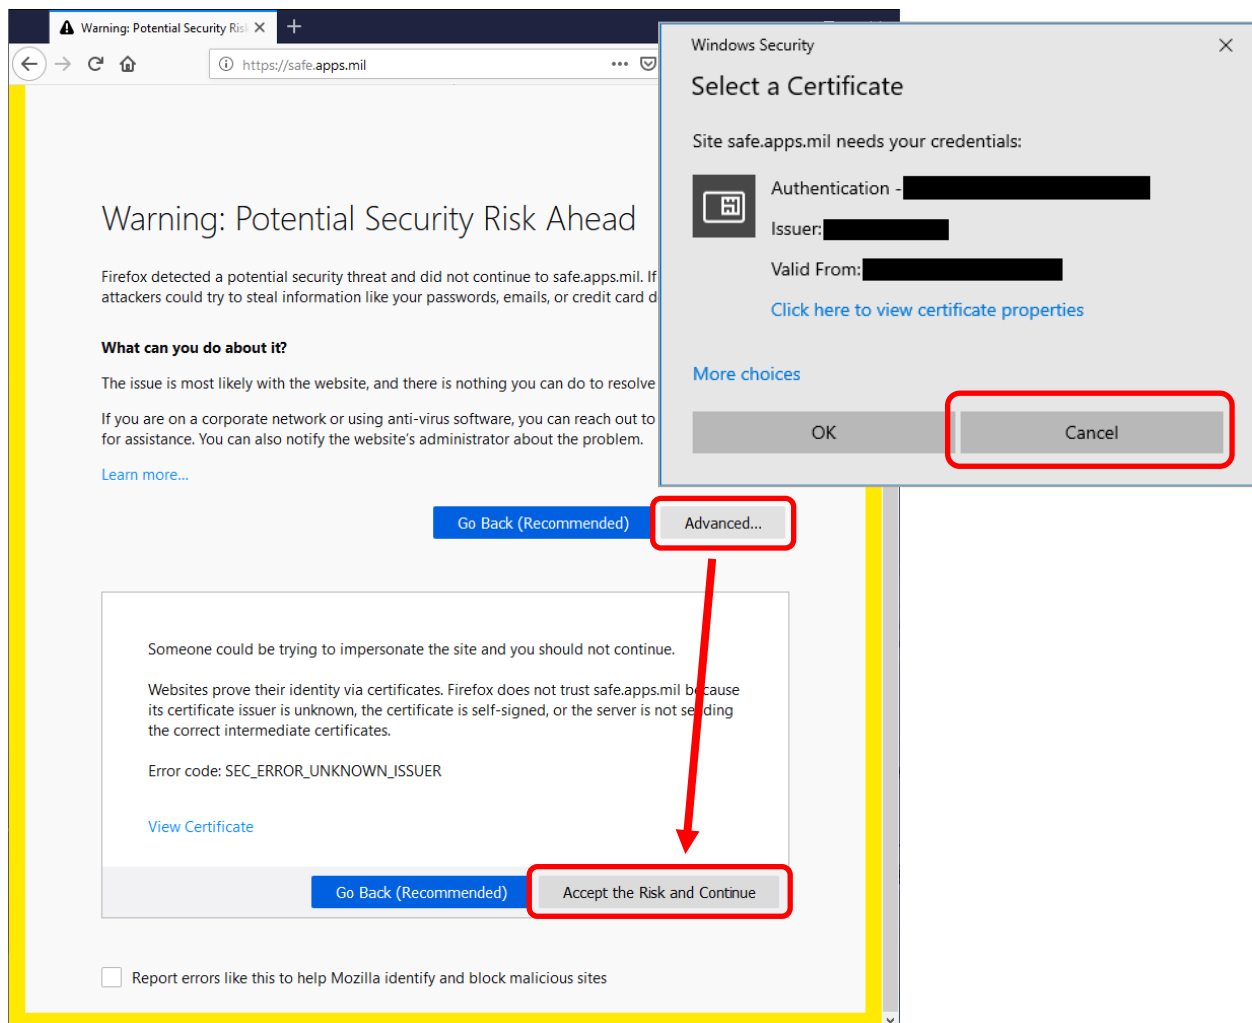 Warning: Potential Security Ris
https://safe.apps.mil
Warning: Potential Security Risk Ahead
Firefox detected a potential security threat and did not continue to safe.apps.mil. If
attackers could try to steal information like your passwords, emails, or credit card d
What can you do about it?
The issue is most likely with the website, and there is nothing you can do to resolve
If you are on a corporate network or using anti-virus software, you can reach out to
for assistance. You can also notify the website's administrator about the problem.
Learn more...
Go Back (Recommended)
Advanced...
Someone could be trying to impersonate the site and you should not continue.
Websites prove their identity via certificates. Firefox does not trust safe.apps.mil because
its certificate issuer is unknown, the certificate is self-signed, or the server is not sending
the correct intermediate certificates.
Error code: SEC_ERROR_UNKNOWN_ISSUER
View Certificate
Go Back (Recommended)
Accept the Risk and Continue
Report errors like this to help Mozilla identify and block malicious sites
Windows Security
Select a Certificate
Site safe.apps.mil needs your credentials:
Authentication -
Issuer:
Valid From:
Click here to view certificate properties
More choices
OK
Cancel